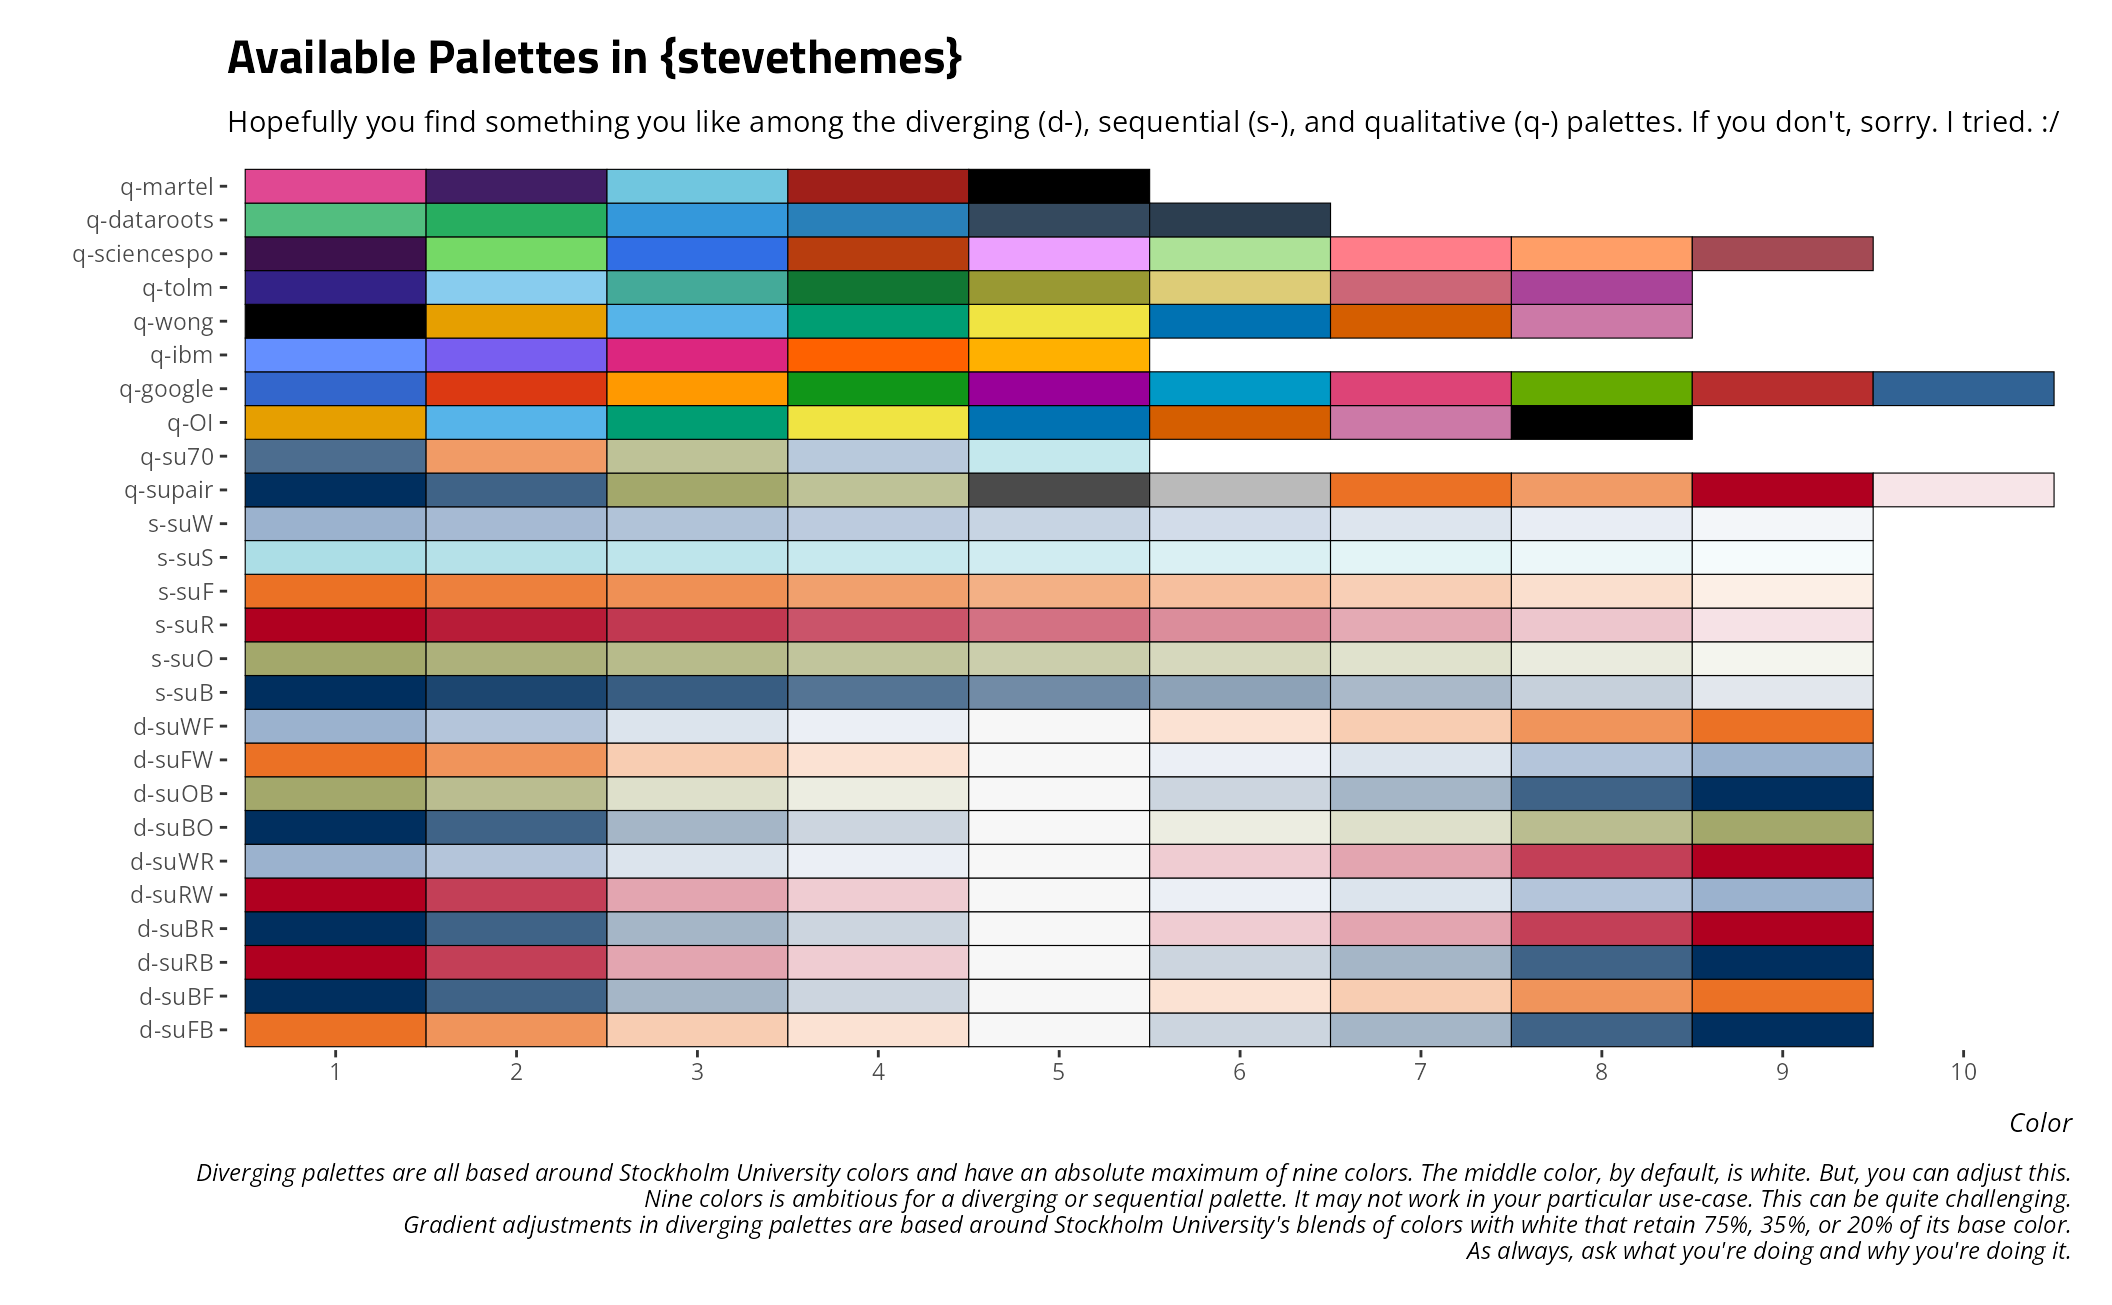 Available Palettes in {stevethemes}
Hopefully you find something you like among the diverging (d-), sequential (s-), and qualitative (q-) palettes. If you don't, sorry. I tried. :/
q-martel
q-dataroots
q-sciencespo
q-tolm
q-wong
q-ibm
q-google
q-OI
q-su70
q-supair
s-suW
s-suS
s-suF
s-suR
s-suO
s-suB
d-suWF
d-suFW
d-suOB
d-suBO
d-suWR
d-suRW
d-suBR
d-suRB
d-suBF
d-suFB
1 2 3 4 5 6 7 8 9 10
Color
Diverging palettes are all based around Stockholm University colors and have an absolute maximum of nine colors. The middle color, by default, is white. But, you can adjust this.
Nine colors is ambitious for a diverging or sequential palette. It may not work in your particular use-case. This can be quite challenging.
Gradient adjustments in diverging palettes are based around Stockholm University's blends of colors with white that retain 75%, 35%, or 20% of its base color.
As always, ask what you're doing and why you're doing it.